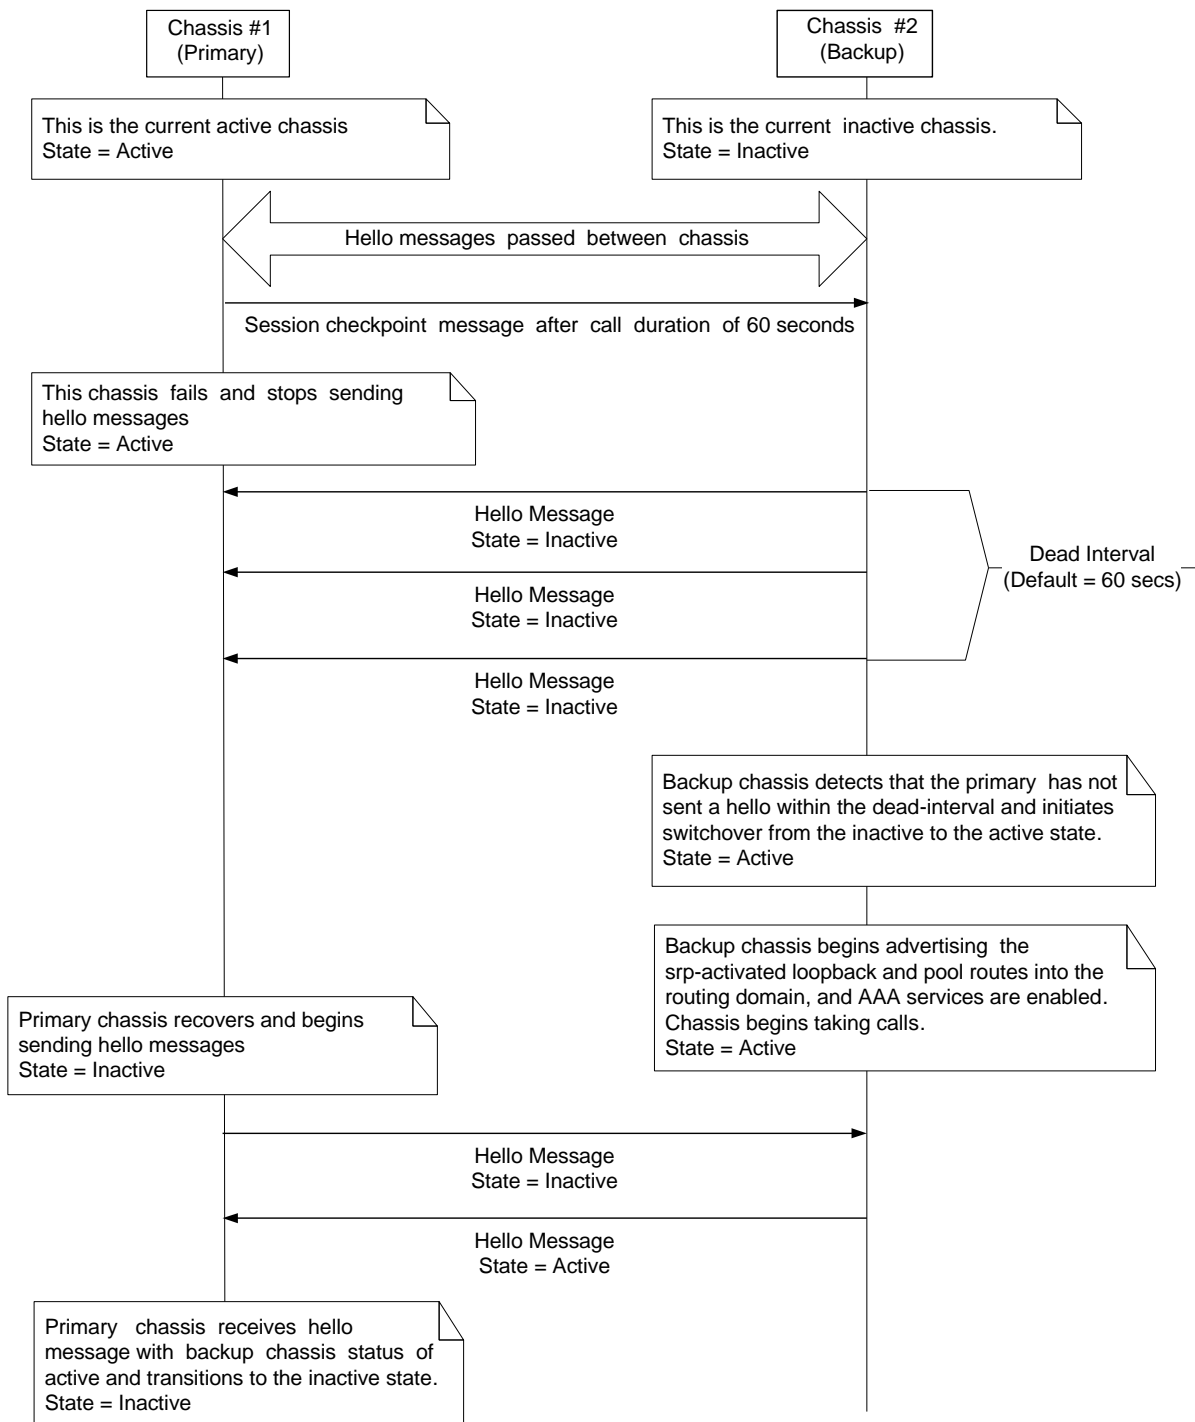 Chassis #1
(Primary)
Chassis #2
(Backup)
This is the current active chassis
State = Active
This is the current inactive chassis.
State = Inactive
Hello messages passed between chassis
Session checkpoint message after call duration of 60 seconds
This chassis fails and stops sending
hello messages
State = Active
Hello Message
State = Inactive
Dead Interval
(Default = 60 secs)
Hello Message
State = Inactive
Hello Message
State = Inactive
Backup chassis detects that the primary has not
sent a hello within the dead-interval and initiates
switchover from the inactive to the active state.
State = Active
Backup chassis begins advertising the
srp-activated loopback and pool routes into the
routing domain, and AAA services are enabled.
Chassis begins taking calls.
State = Active
Primary chassis recovers and begins
sending hello messages
State = Inactive
Hello Message
State = Inactive
Hello Message
State = Active
Primary chassis receives hello
message with backup chassis status of
active and transitions to the inactive state.
State = Inactive